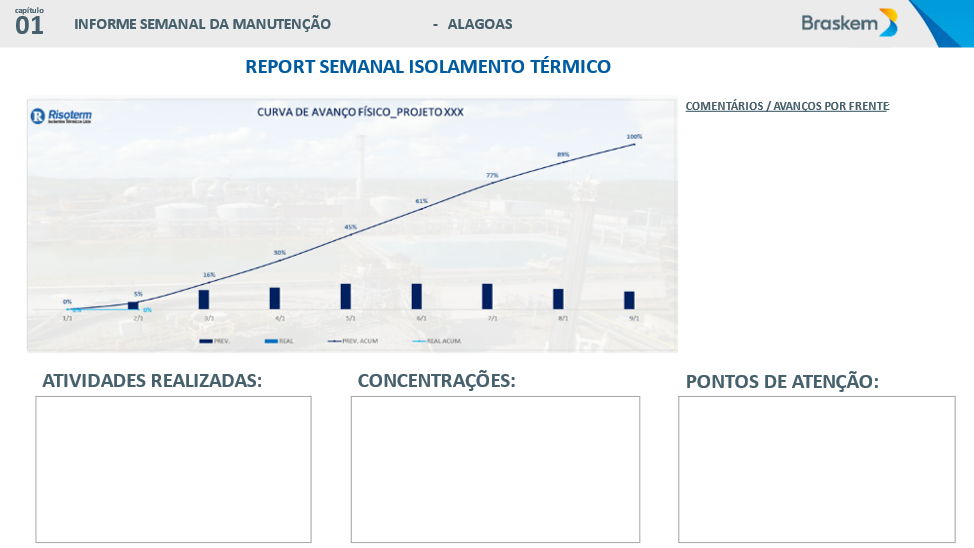 capítulo
01
INFORME SEMANAL DA MANUTENÇÃO - ALAGOAS
Braskem
REPORT SEMANAL ISOLAMENTO TÉRMICO
COMENTÁRIOS / AVANÇOS POR FRENTE:
R Risoterm
CURVA DE AVANÇO FÍSICO_PROJETO XXX
100%
89%
77%
61%
45%
30%
16%
5%
0%
0% 0%
1/1 2/1 3/1 4/1 5/1 6/1 7/1 8/1 9/1
PREV. REAL PREV. ACUM REAL ACUM.
ATIVIDADES REALIZADAS:
CONCENTRAÇÕES:
PONTOS DE ATENÇÃO: